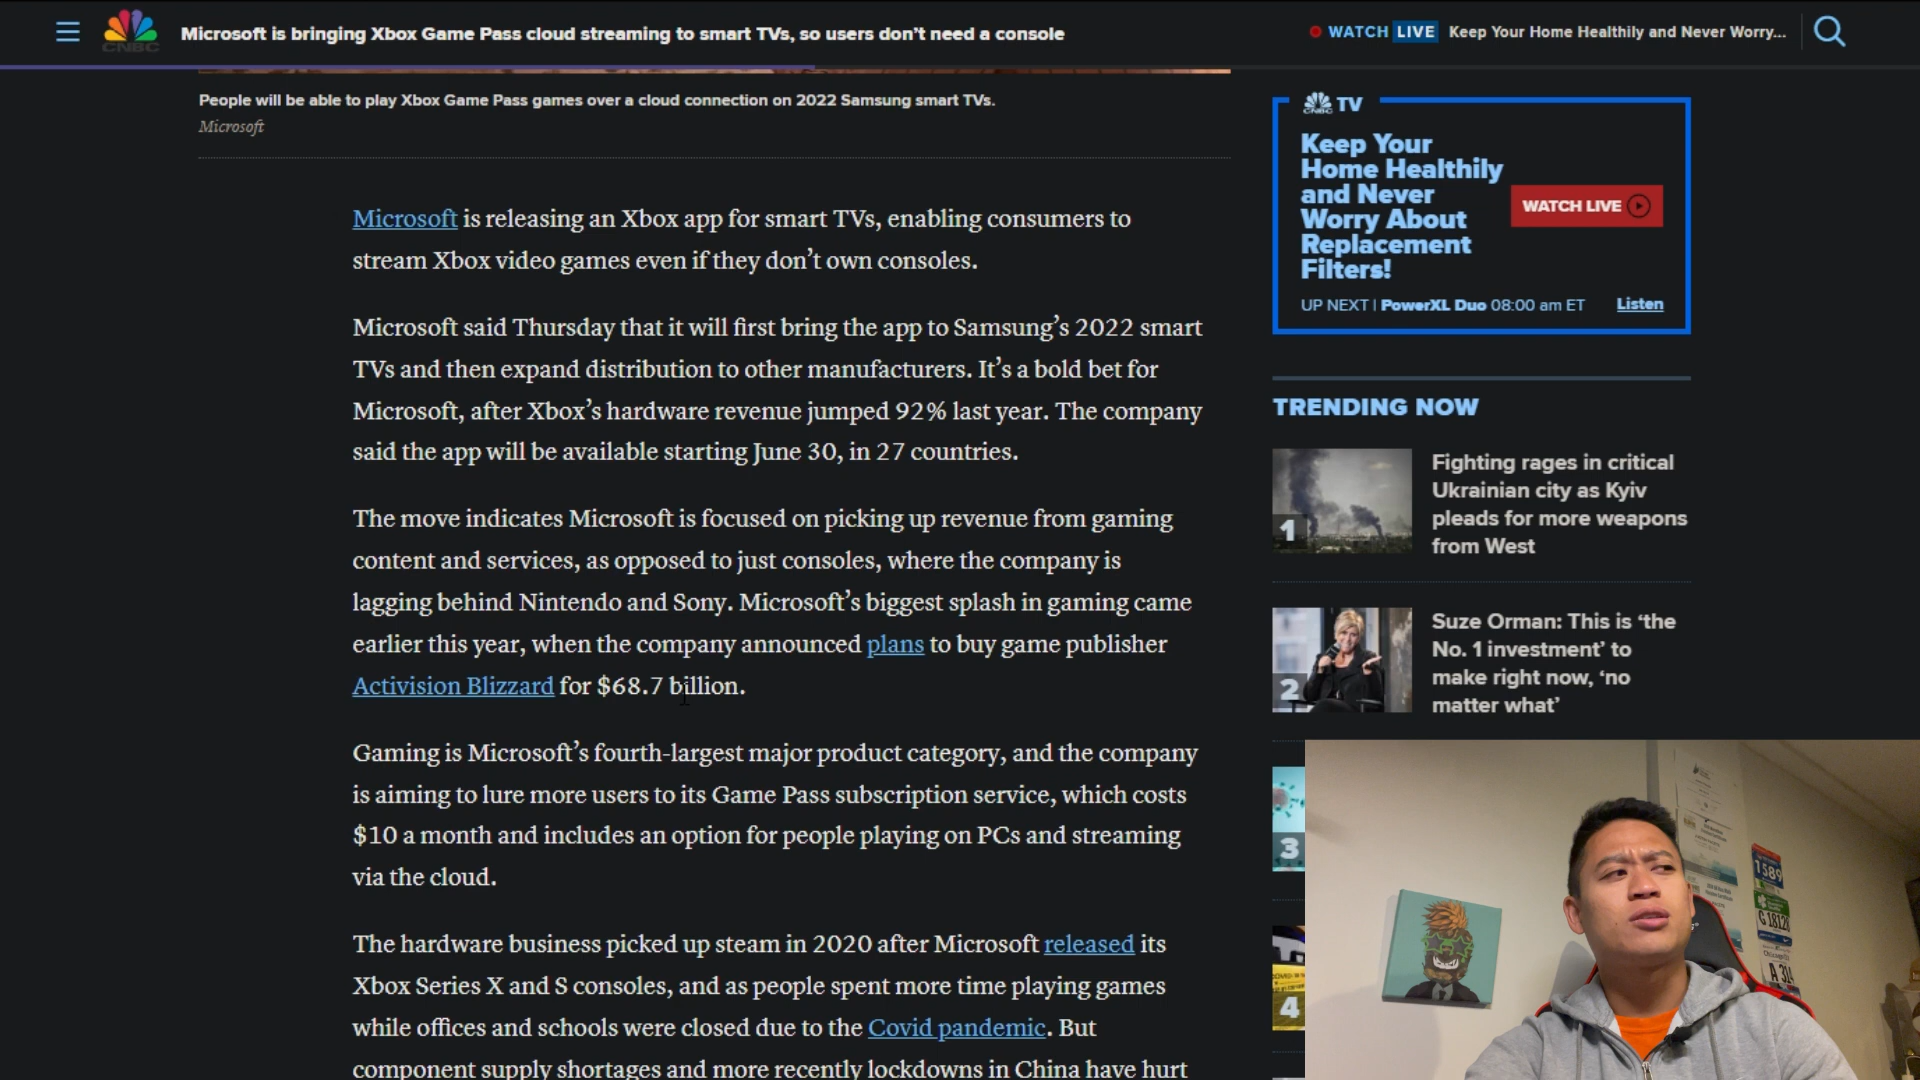 CNBC
Microsoft is bringing Xbox Game Pass cloud streaming to smart TVs, so users don't need a console
WATCH LIVE Keep Your Home Healthily and Never Worry...
People will be able to play Xbox Game Pass games over a cloud connection on 2022 Samsung smart TVs.
Microsoft
Microsoft is releasing an Xbox app for smart TVs, enabling consumers to
stream Xbox video games even if they don't own consoles.
Microsoft said Thursday that it will first bring the app to Samsung's 2022 smart
TVs and then expand distribution to other manufacturers. It's a bold bet for
Microsoft, after Xbox's hardware revenue jumped 92% last year. The company
said the app will be available starting June 30, in 27 countries.
The move indicates Microsoft is focused on picking up revenue from gaming
content and services, as opposed to just consoles, where the company is
lagging behind Nintendo and Sony. Microsoft's biggest splash in gaming came
earlier this year, when the company announced plans to buy game publisher
Activision Blizzard for $68.7 billion.
Gaming is Microsoft's fourth-largest major product category, and the company
is aiming to lure more users to its Game Pass subscription service, which costs
$10 a month and includes an option for people playing on PCs and streaming
via the cloud.
The hardware business picked up steam in 2020 after Microsoft released its
Xbox Series X and S consoles, and as people spent more time playing games
while offices and schools were closed due to the Covid pandemic. But
component supply shortages and more recently lockdowns in China have hurt
CNBC TV
Keep Your
Home Healthily
and Never
Worry About
Replacement
Filters!
WATCH LIVE
UP NEXT | PowerXL Duo 08:00 am ET Listen
TRENDING NOW
1
Fighting rages in critical
Ukrainian city as Kyiv
pleads for more weapons
from West
2
Suze Orman: This is 'the
No. 1 investment' to
make right now, 'no
matter what'
3
4
1589
G 18128